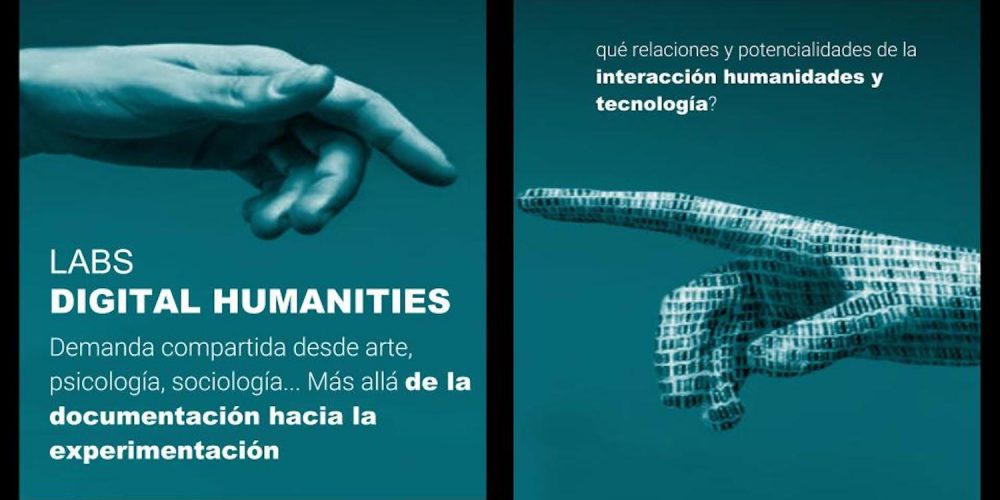 LABS
DIGITAL HUMANITIES
Demanda compartida desde arte,
psicología, sociología... Más allá de la
documentación hacia la
experimentación
qué relaciones y potencialidades de la
interacción humanidades y
tecnología?